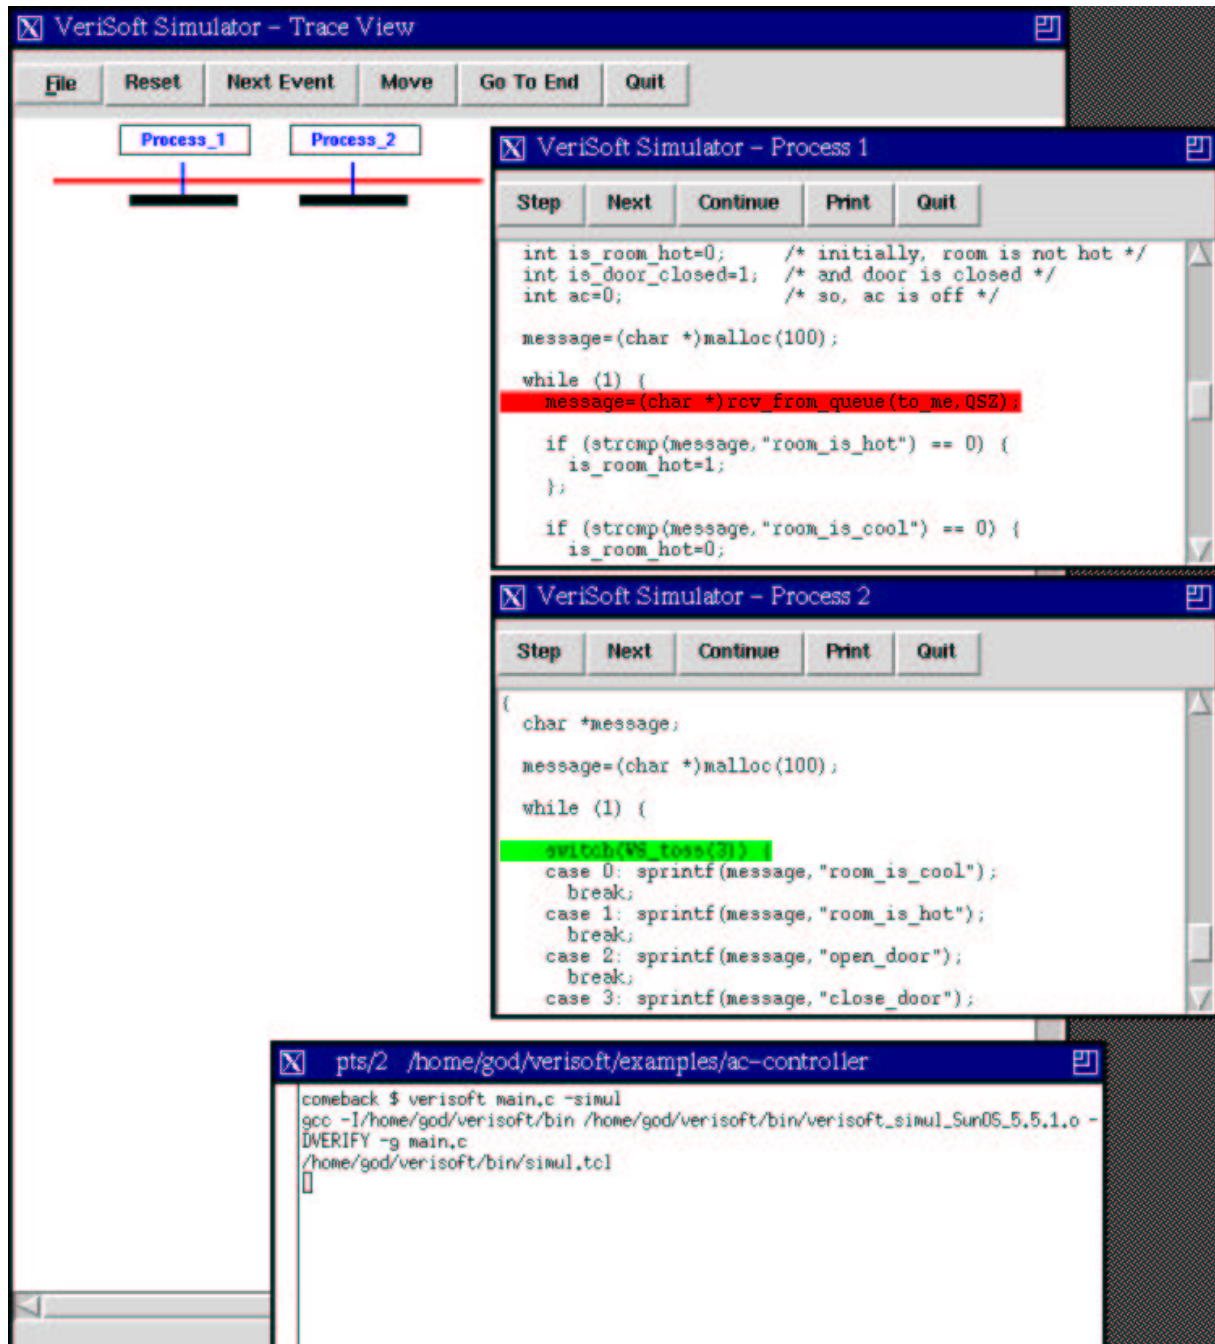 VeriSoft Simulator – Trace View
File Reset Next Event Move Go To End Quit
Process_1 Process_2
VeriSoft Simulator – Process 1
Step Next Continue Print Quit
int is_room_hot=0; /* initially, room is not hot */
int is_door_closed=1; /* and door is closed */
int ac=0; /* so, ac is off */
message=(char *)malloc(100);
while (1) {
message=(char *)rcv_from_queue(to_me,QSZ);
if (strcmp(message,"room_is_hot") == 0) {
is_room_hot=1;
};
if (strcmp(message,"room_is_cool") == 0) {
is_room_hot=0;
VeriSoft Simulator – Process 2
Step Next Continue Print Quit
{
char *message;
message=(char *)malloc(100);
while (1) {
switch(VS_toss(3)) {
case 0: sprintf(message,"room_is_cool");
break;
case 1: sprintf(message,"room_is_hot");
break;
case 2: sprintf(message,"open_door");
break;
case 3: sprintf(message,"close_door");
pts/2 /home/god/verisoft/examples/ac-controller
comeback $ verisoft main.c -simul
gcc -I/home/god/verisoft/bin /home/god/verisoft/bin/verisoft_simul_SunOS_5.5.1.o -
DVERIFY -g main.c
/home/god/verisoft/bin/simul.tcl